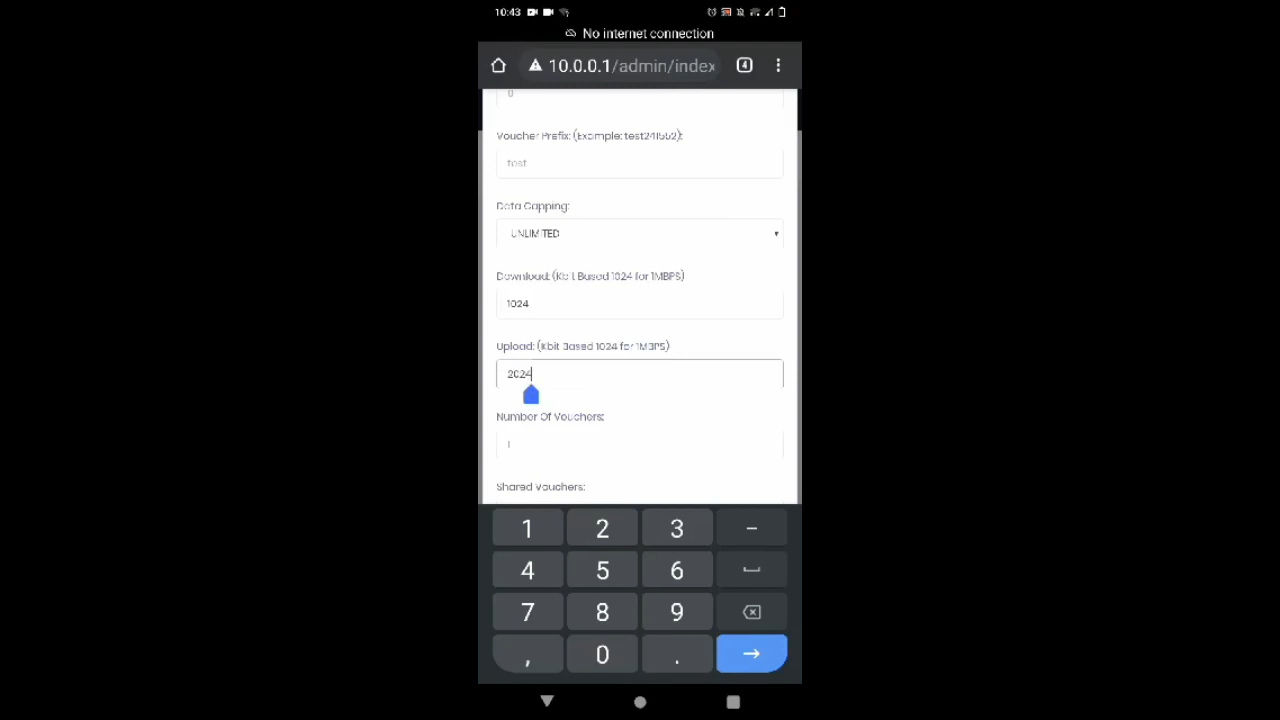 10:43
No internet connection
10.0.0.1/admin/index
4
0
Voucher Prefix: (Example: test241552):
test
Data Capping:
UNLIMITED
Download: (Kbit Based 1024 for 1MBPS)
1024
Upload: (Kbit Based 1024 for 1MBPS)
2024
Number Of Vouchers:
1
Shared Vouchers:
1 2 3 -
4 5 6
7 8 9
, 0 .